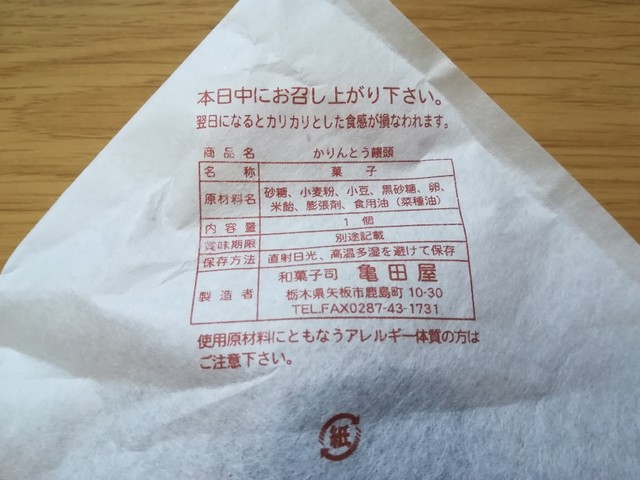 本日中にお召し上がり下さい。
翌日になるとカリカリとした食感が損なわれます。
商品名 かりんとう饅頭
名称 菓子
原材料名 砂糖、小麦粉、小豆、黒砂糖、卵、
米飴、膨張剤、食用油（菜種油）
内容量 1個
賞味期限 別途記載
保存方法 直射日光、高温多湿を避けて保存
製造者 和菓子司 亀田屋
栃木県矢板市鹿島町10-30
TEL.FAX0287-43-1731
使用原材料にともなうアレルギー体質の方は
ご注意下さい。
紙